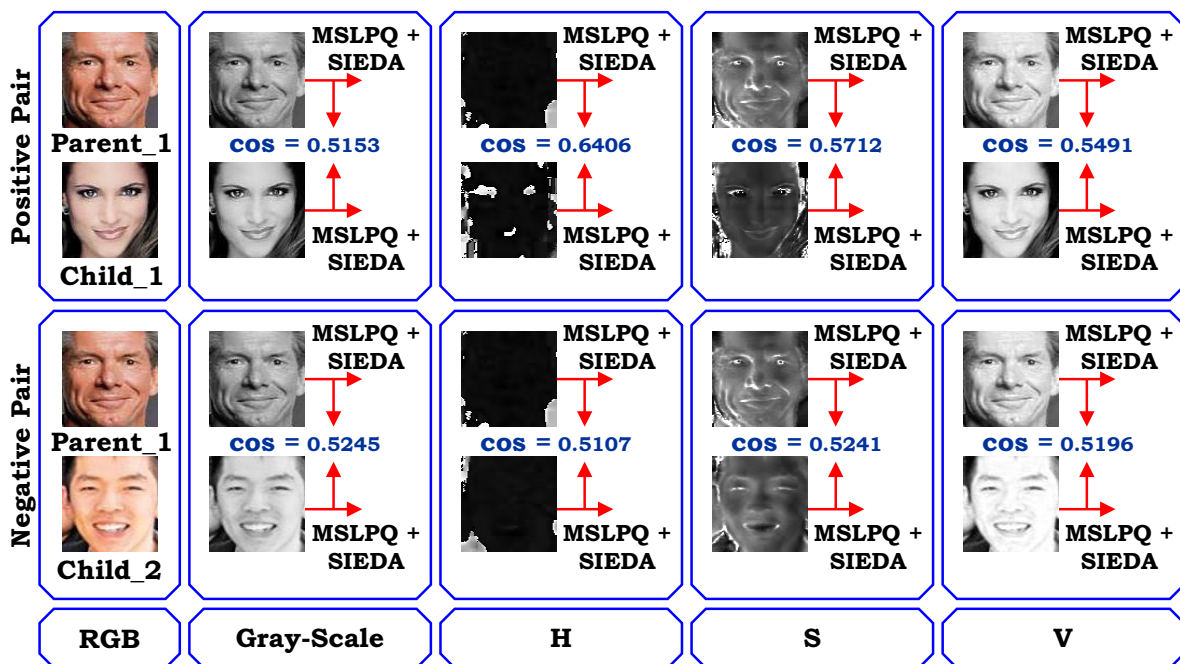 Positive Pair
Parent_1
Child_1
MSLPQ +
SIEDA
cos = 0.5153
MSLPQ +
SIEDA
MSLPQ +
SIEDA
cos = 0.6406
MSLPQ +
SIEDA
MSLPQ +
SIEDA
cos = 0.5712
MSLPQ +
SIEDA
MSLPQ +
SIEDA
cos = 0.5491
MSLPQ +
SIEDA
Negative Pair
Parent_1
Child_2
MSLPQ +
SIEDA
cos = 0.5245
MSLPQ +
SIEDA
MSLPQ +
SIEDA
cos = 0.5107
MSLPQ +
SIEDA
MSLPQ +
SIEDA
cos = 0.5241
MSLPQ +
SIEDA
MSLPQ +
SIEDA
cos = 0.5196
MSLPQ +
SIEDA
RGB
Gray-Scale
H
S
V